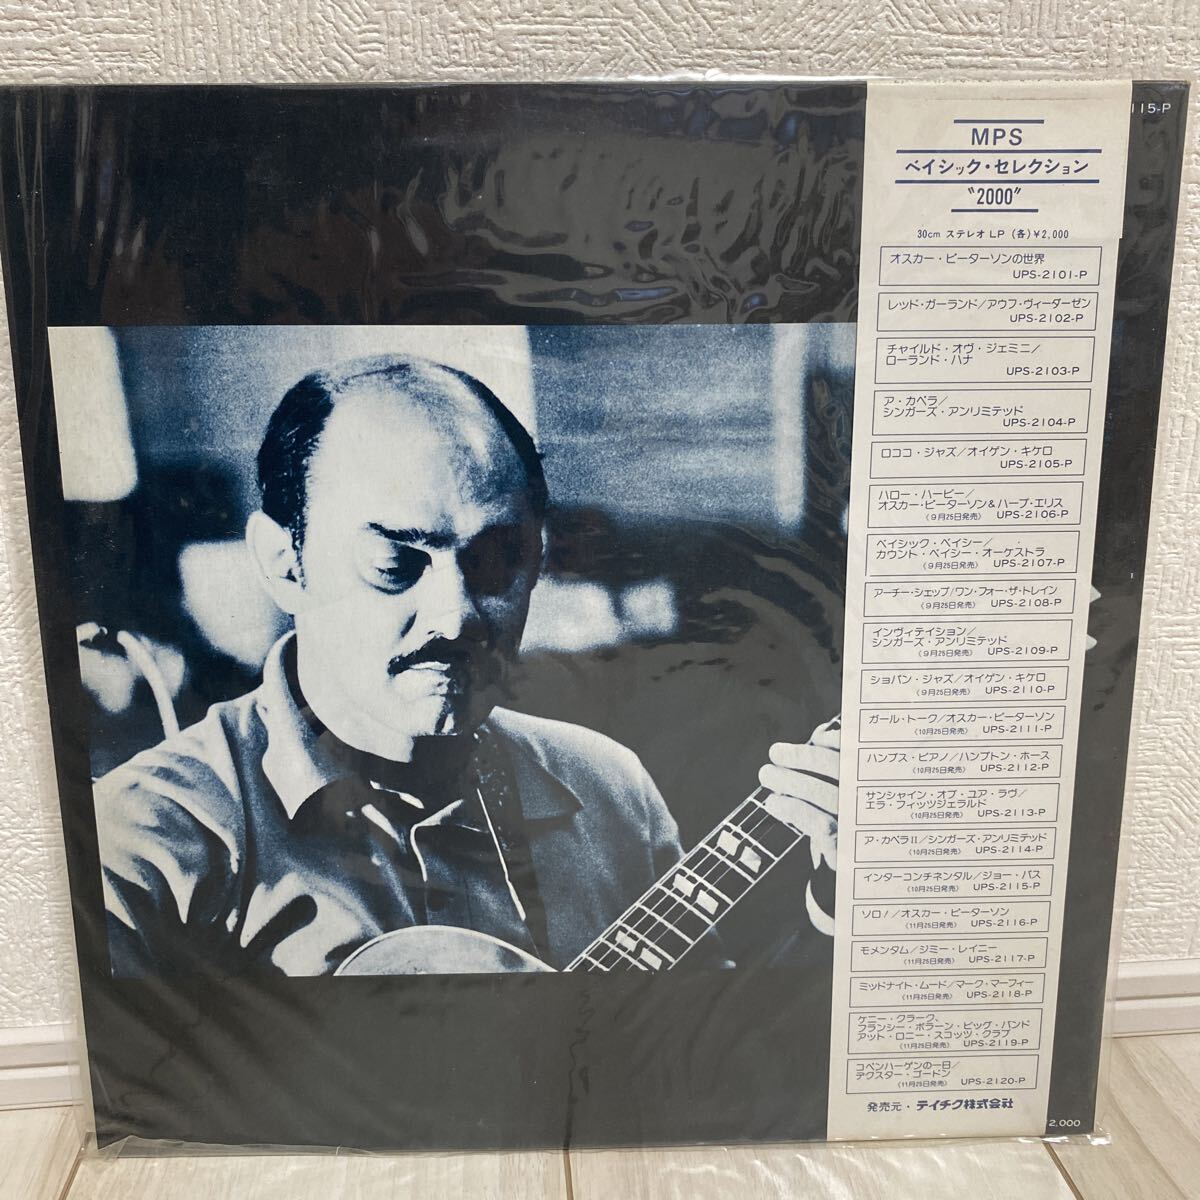 115-P
MPS
ベイシック・セレクション
"2000"
30cm ステレオ LP (各)¥2,000
オスカー・ピーターソンの世界
UPS-2101-P
レッド・ガーランド/アウフ・ヴィーダーゼン
UPS-2102-P
チャイルド・オヴ・ジェミニ/
ローランド・ハナ
UPS-2103-P
ア・カペラ/
シンガーズ・アンリミテッド
UPS-2104-P
ロココ・ジャズ/オイゲン・キケロ
UPS-2105-P
ハロー・ハービー/
オスカー・ピーターソン&ハーブ・エリス
(9月25日発売) UPS-2106-P
ベイシック・ベイシー/
カウント・ベイシー・オーケストラ
(9月25日発売) UPS-2107-P
アーチー・シェップ/ワン・フォー・ザ・トレイン
(9月25日発売) UPS-2108-P
インヴィテイション/
シンガーズ・アンリミテッド
(9月25日発売) UPS-2109-P
ショパン・ジャズ/オイゲン・キケロ
(9月25日発売) UPS-2110-P
ガール・トーク/オスカー・ピーターソン
(10月25日発売) UPS-2111-P
ハンプス・ピアノ/ハンプトン・ホース
(10月25日発売) UPS-2112-P
サンシャイン・オブ・ユア・ラヴ/
エラ・フィッツジェラルド
(10月25日発売) UPS-2113-P
ア・カペラII/シンガーズ・アンリミテッド
(10月25日発売) UPS-2114-P
インターコンチネンタル/ジョー・パス
(10月25日発売) UPS-2115-P
ソロ!/オスカー・ピーターソン
(11月25日発売) UPS-2116-P
モメンタム/ジミー・レイニー
(11月25日発売) UPS-2117-P
ミッドナイト・ムード/マーク・マーフィー
(11月25日発売) UPS-2118-P
ケニー・クラーク、
フランシー・ボラーン・ビッグ・バンド
アット・ロニー・スコッツ・クラブ
(11月25日発売) UPS-2119-P
コペンハーゲンの一日/
デクスター・ゴードン
(11月25日発売) UPS-2120-P
発売元・テイチク株式会社
2,000